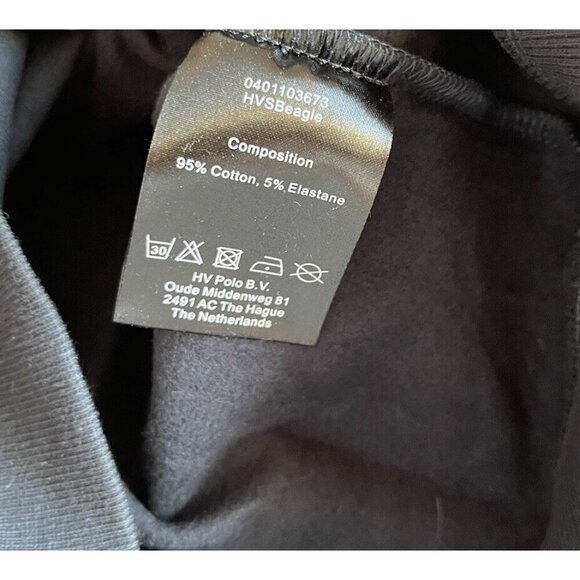 0401103673
HVSBeagle
Composition
95% Cotton, 5% Elastane
30
HV Polo B.V.
Oude Middenweg 81
2491 AC The Hague
The Netherlands